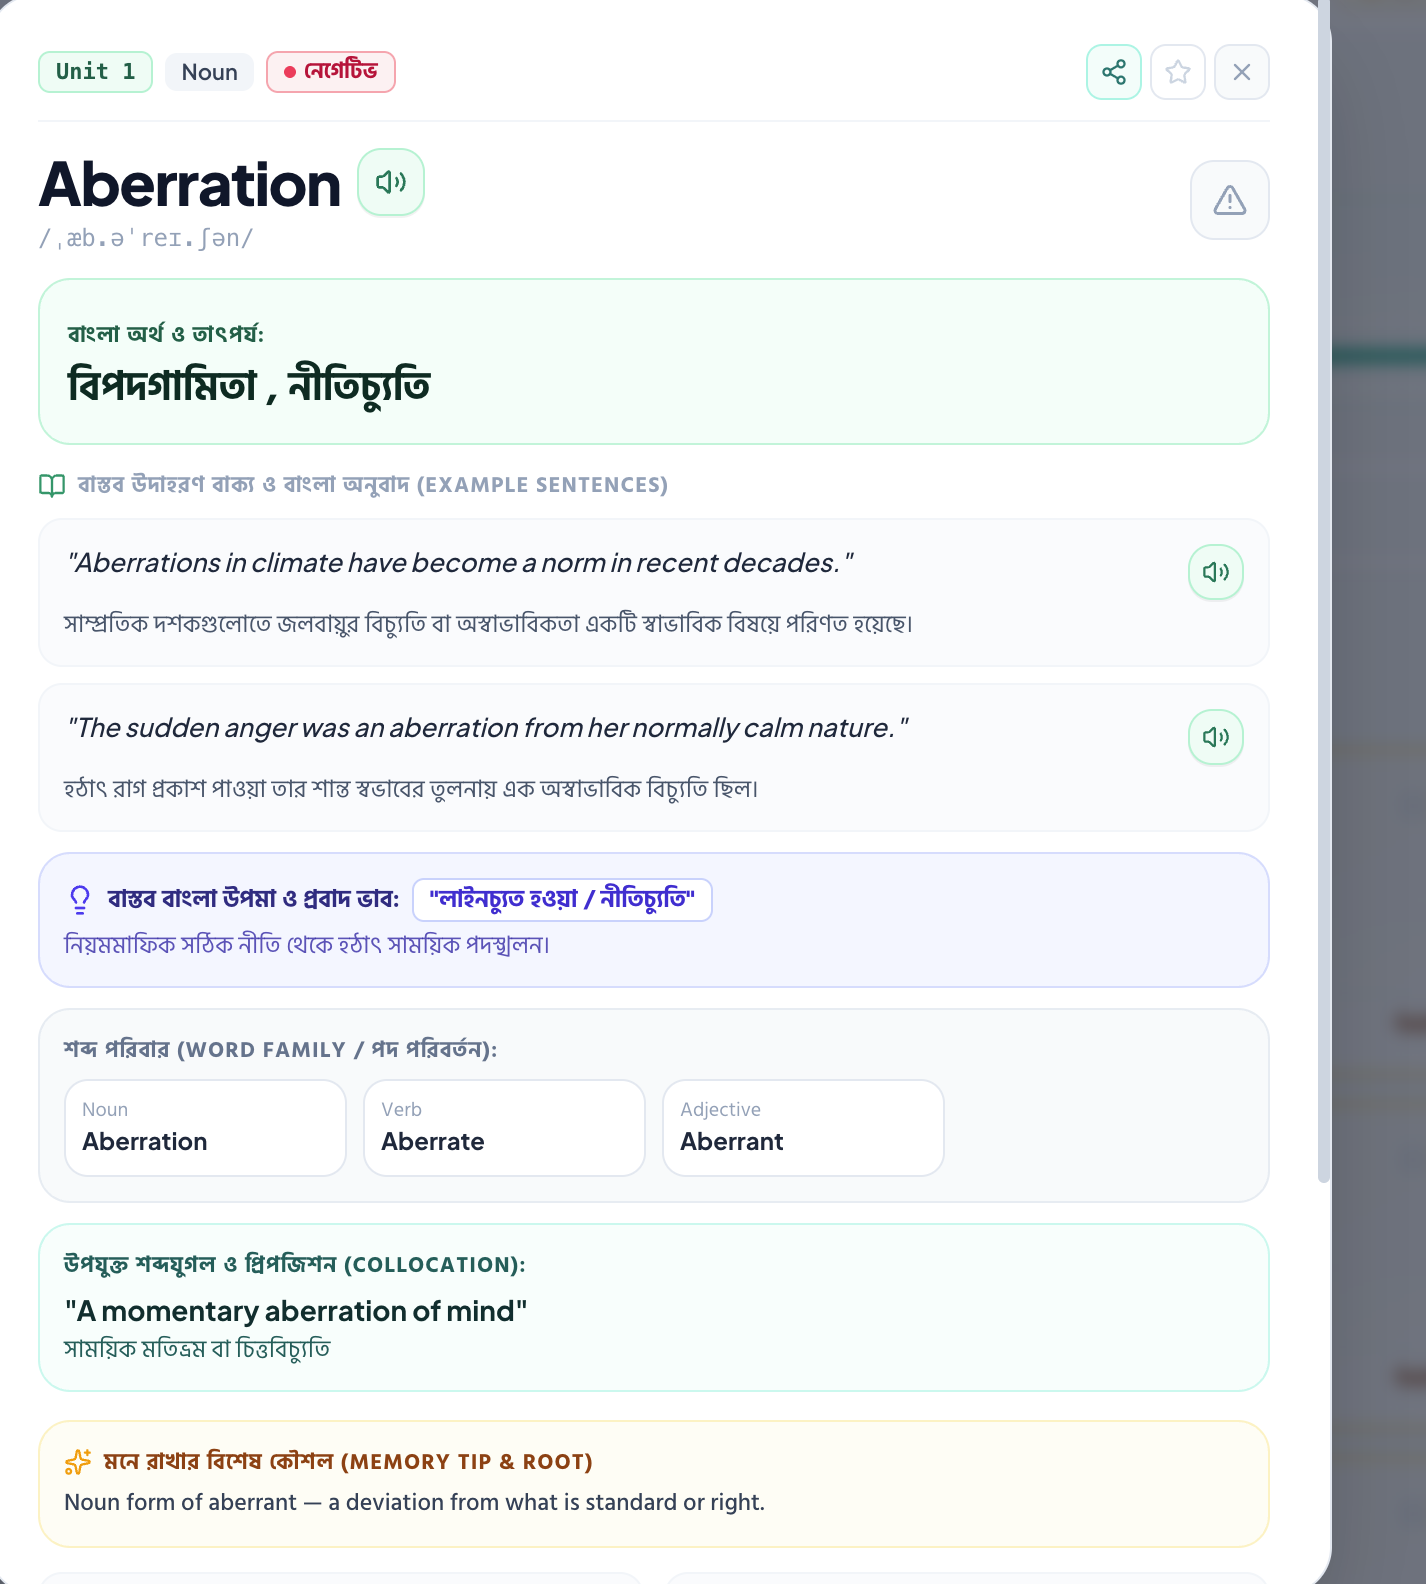 Unit 1 Noun নেগেটিভ
Aberration
/ˌæb.əˈreɪ.ʃən/
বাংলা অর্থ ও তাৎপর্য:
বিপদগামিতা , নীতিচ্যুতি
বাস্তব উদাহরণ বাক্য ও বাংলা অনুবাদ (EXAMPLE SENTENCES)
"Aberrations in climate have become a norm in recent decades."
সাম্প্রতিক দশকগুলোতে জলবায়ুর বিচ্যুতি বা অস্বাভাবিকতা একটি স্বাভাবিক বিষয়ে পরিণত হয়েছে।
"The sudden anger was an aberration from her normally calm nature."
হঠাৎ রাগ প্রকাশ পাওয়া তার শান্ত স্বভাবের তুলনায় এক অস্বাভাবিক বিচ্যুতি ছিল।
বাস্তব বাংলা উপমা ও প্রবাদ ভাব: "লাইনচ্যুত হওয়া / নীতিচ্যুতি"
নিয়মমাফিক সঠিক নীতি থেকে হঠাৎ সাময়িক পদস্খলন।
শব্দ পরিবার (WORD FAMILY / পদ পরিবর্তন):
Noun Verb Adjective
Aberration Aberrate Aberrant
উপযুক্ত শব্দযুগল ও প্রিপজিশন (COLLOCATION):
"A momentary aberration of mind"
সাময়িক মতিভ্রম বা চিত্তবিচ্যুতি
মনে রাখার বিশেষ কৌশল (MEMORY TIP & ROOT)
Noun form of aberrant — a deviation from what is standard or right.